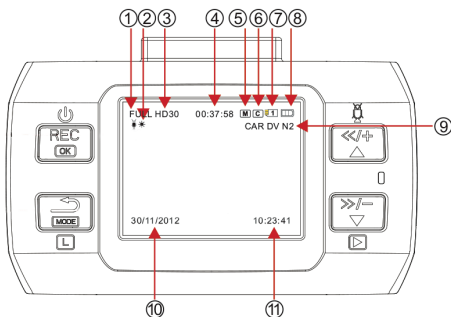 ① ② ③ ④ ⑤ ⑥ ⑦ ⑧
FULL HD30 00:37:58 M C 1
CAR DV N2 ⑨
REC
OK
≪/+
MODE
≫/−
L
30/11/2012 10:23:41
⑩ ⑪